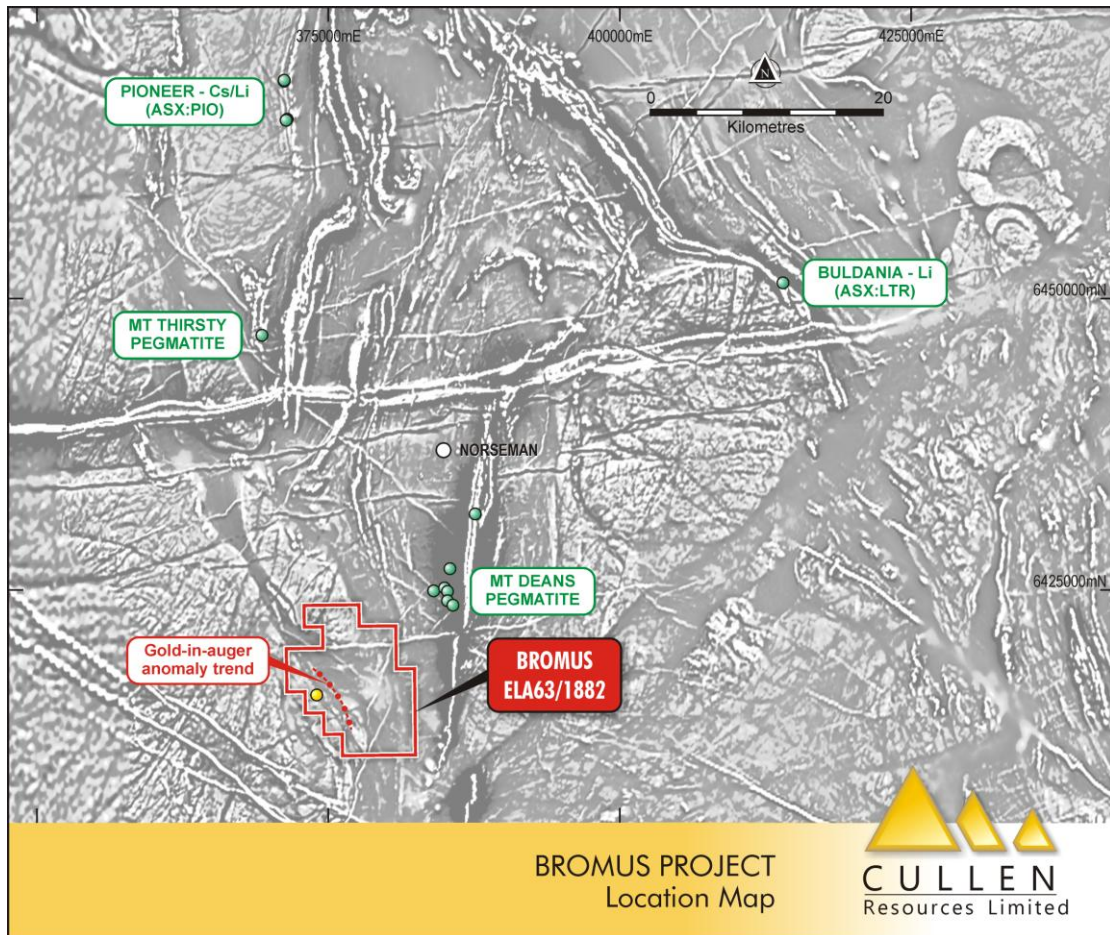 375000mE
400000mE
425000mE
PIONEER - Cs/Li
(ASX:PIO)
N
0
20
Kilometres
BULDANIA - Li
(ASX:LTR)
6450000mN
MT THIRSTY
PEGMATITE
NORSEMAN
MT DEANS
PEGMATITE
6425000mN
Gold-in-auger
anomaly trend
BROMUS
ELA63/1882
BROMUS PROJECT
Location Map
CULLEN
Resources Limited